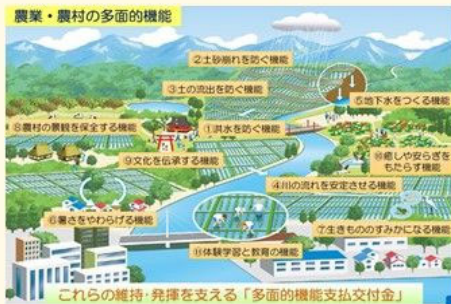 農業・農村の多面的機能
②土砂崩れを防ぐ機能
③土の流出を防ぐ機能
⑤地下水をつくる機能
⑧農村の景観を保全する機能
①洪水を防ぐ機能
⑨文化を伝承する機能
⑩癒しや安らぎを
もたらす機能
④川の流れを安定させる機能
⑥暑さをやわらげる機能
⑦生きもののすみかになる機能
⑪体験学習と教育の機能
これらの維持・発揮を支える「多面的機能支払交付金」